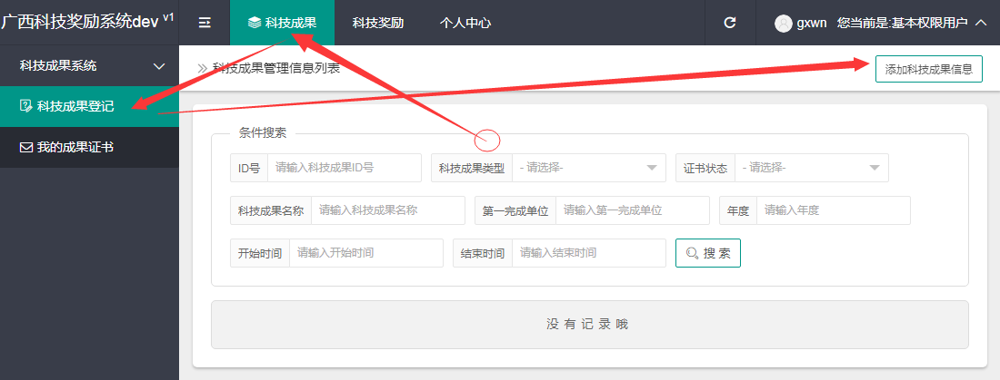 广西科技奖励系统dev v1
科技成果 科技奖励 个人中心
gxwn 您当前是:基本权限用户
科技成果系统
科技成果登记
我的成果证书
科技成果管理信息列表
添加科技成果信息
条件搜索
ID号 请输入科技成果ID号 科技成果类型 - 请选择- 证书状态 - 请选择-
科技成果名称 请输入科技成果名称 第一完成单位 请输入第一完成单位 年度 请输入年度
开始时间 请输入开始时间 结束时间 请输入结束时间 搜 索
没有记录哦